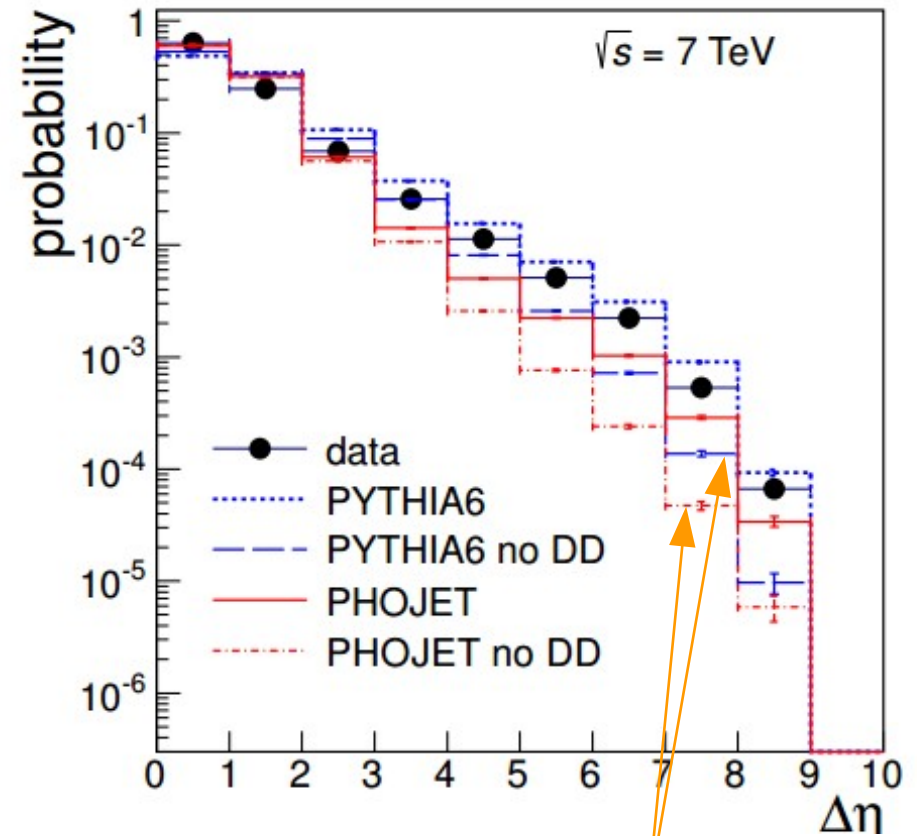 probability
1
10⁻¹
10⁻²
10⁻³
10⁻⁴
10⁻⁵
10⁻⁶
√s = 7 TeV
data
PYTHIA6
PYTHIA6 no DD
PHOJET
PHOJET no DD
0 1 2 3 4 5 6 7 8 9 10
Δη